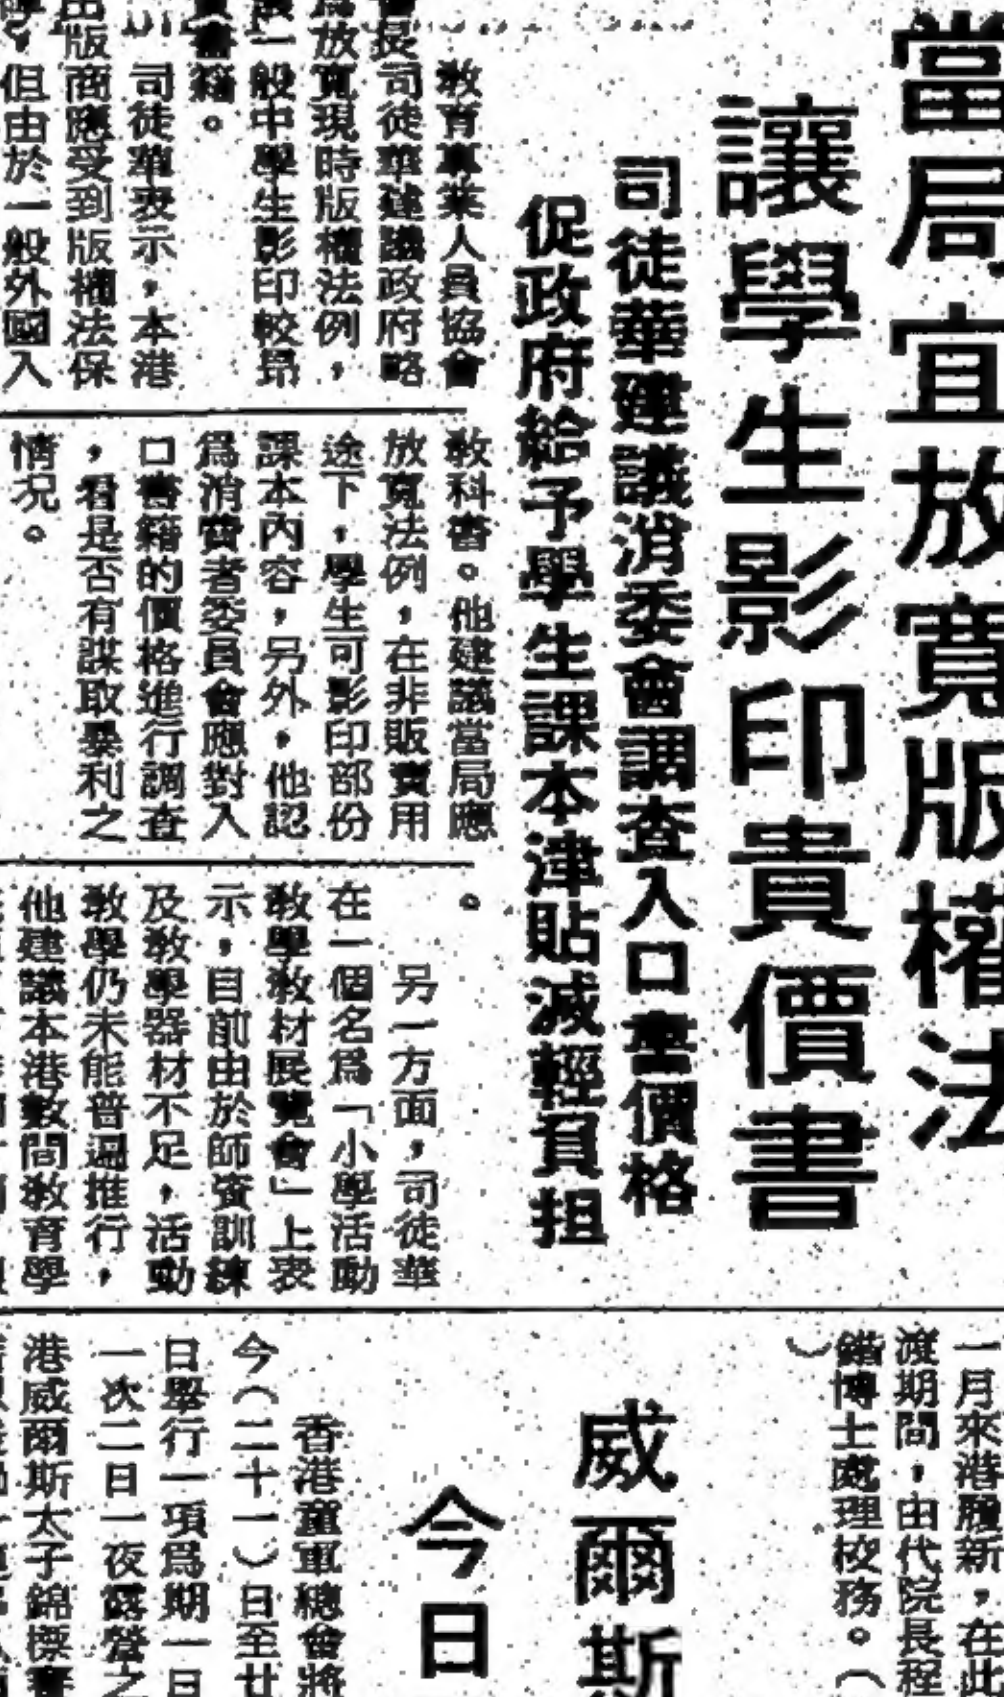 當局宜放寬版權法
讓學生影印貴價書
司徒華建議消委會調查入口書價格
促政府給予學生課本津貼減輕負担
教育專業人員協會
會長司徒華建議政府略
為放寬現時版權法例，
一般中學生影印較昂
書籍。
司徒華表示，本港
出版商應受到版權法保
但由於一般外國入
教科書。他建議當局應
放寬法例，在非販賣用
途下，學生可影印部份
課本內容，另外，他認
為消費者委員會應對入
口書籍的價格進行調查
，看是否有謀取暴利之
情況。
。
另一方面，司徒華
在一個名為「小學活動
教學教材展覽會」上表
示，目前由於師資訓練
及教學器材不足，活動
教學仍未能普遍推行，
他建議本港數間教育學
一月來港履新，在此
渡期間，由代院長程
鍇博士處理校務。（
）
威爾斯
今日
香港童軍總會將
今（二十一）日至廿
日舉行一項為期一日
一次二日一夜露營之
港威爾斯太子錦標賽